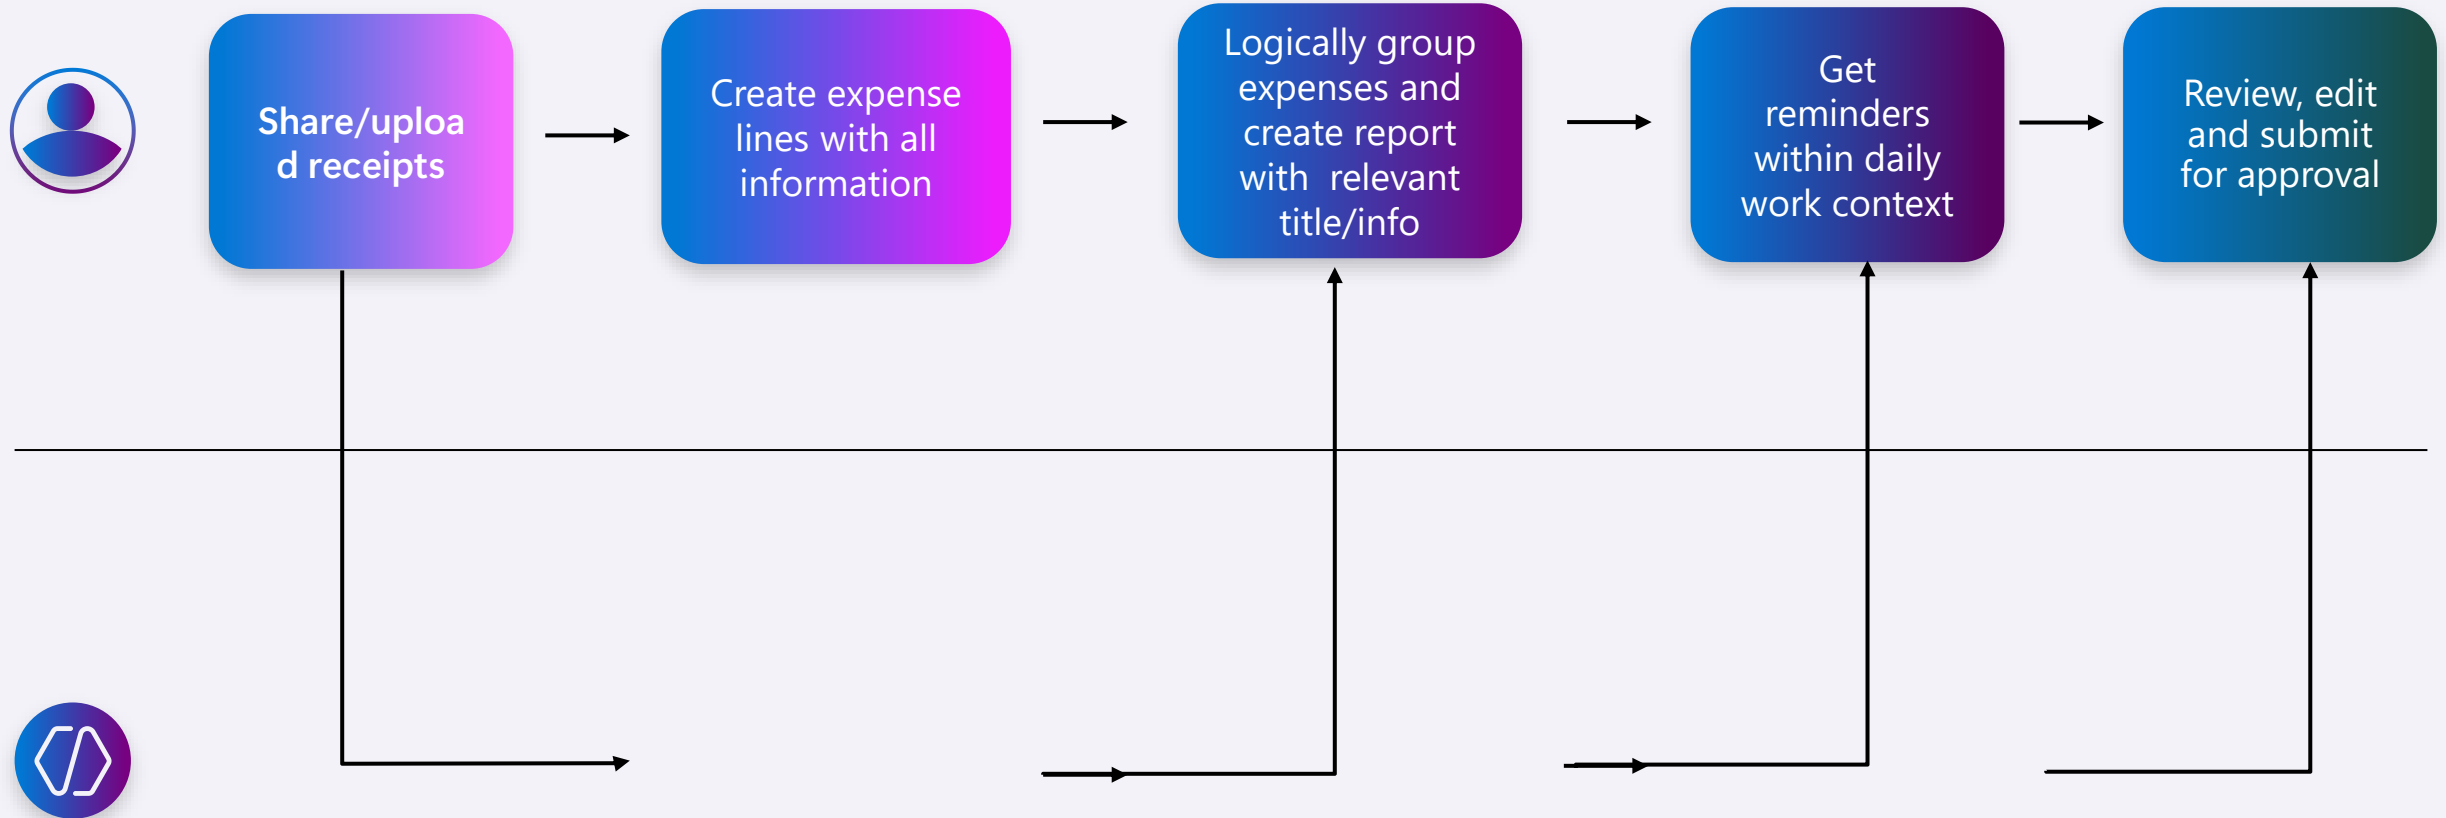 Share/uploa
d receipts
Create expense
lines with all
information
Logically group
expenses and
create report
with  relevant
title/info
Get
reminders
within daily
work context
Review, edit
and submit
for approval